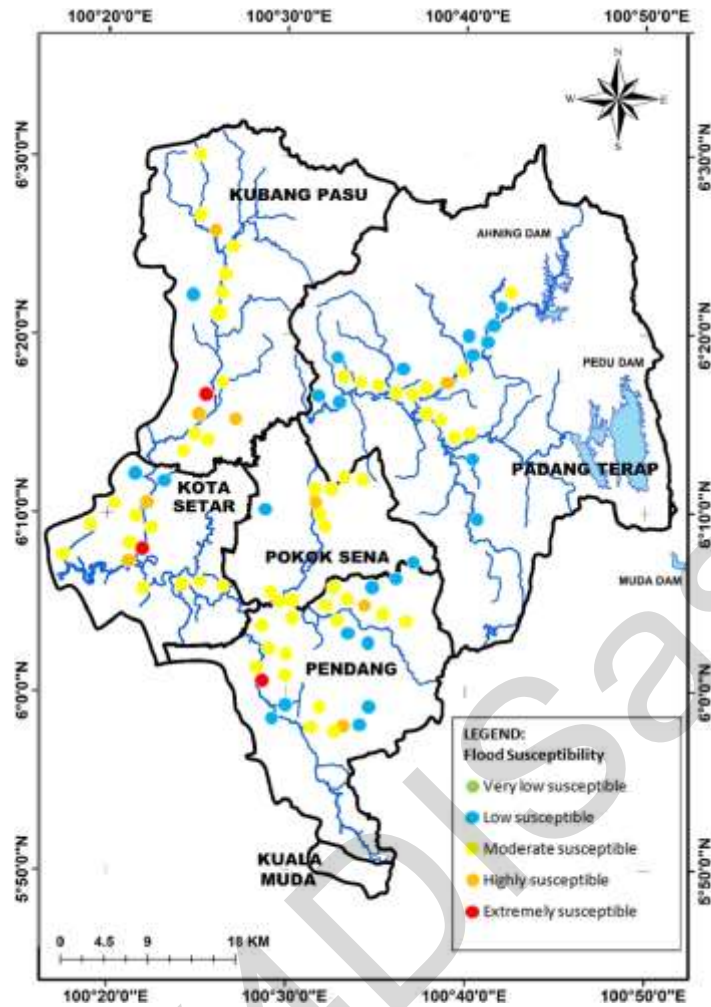 100°20'0"E 100°30'0"E 100°40'0"E 100°50'0"E
N
W E
S
6°30'0"N 6°30'0"N
KUBANG PASU
AHNING DAM
6°20'0"N 6°20'0"N
PEDU DAM
PADANG TERAP
KOTA
SETAR
6°10'0"N 6°10'0"N
POKOK SENA
MUDA DAM
PENDANG
6°0'0"N 6°0'0"N
LEGEND:
Flood Susceptibility
Very low susceptible
Low susceptible
Moderate susceptible
Highly susceptible
Extremely susceptible
KUALA
MUDA
5°50'0"N 5°50'0"N
0 4.5 9 18 KM
100°20'0"E 100°30'0"E 100°40'0"E 100°50'0"E